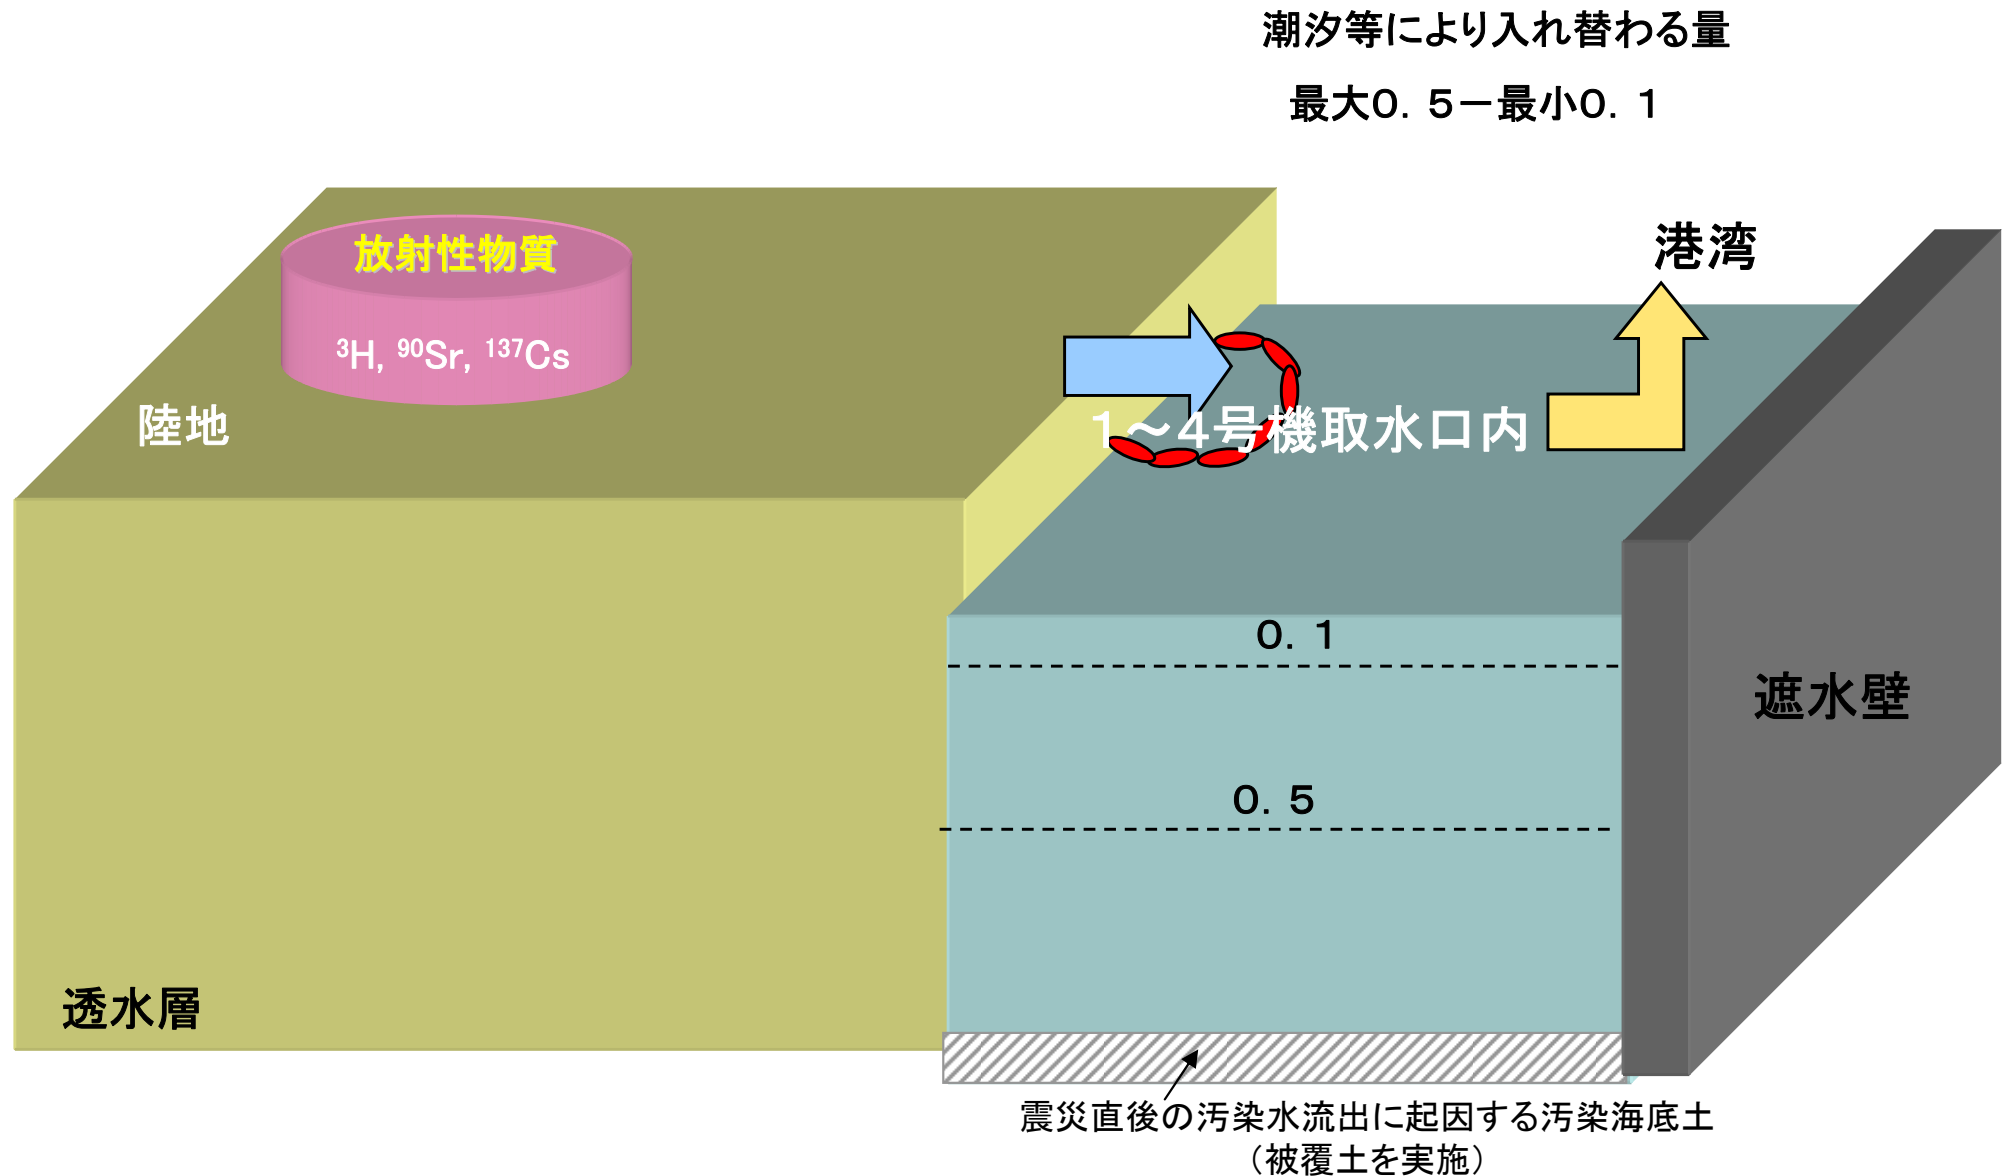 潮汐等により入れ替わる量
最大０．５－最小０．１
放射性物質
³H, ⁹⁰Sr, ¹³⁷Cs
陸地
港湾
１～４号機取水口内
０．１
０．５
遮水壁
透水層
震災直後の汚染水流出に起因する汚染海底土
（被覆土を実施）